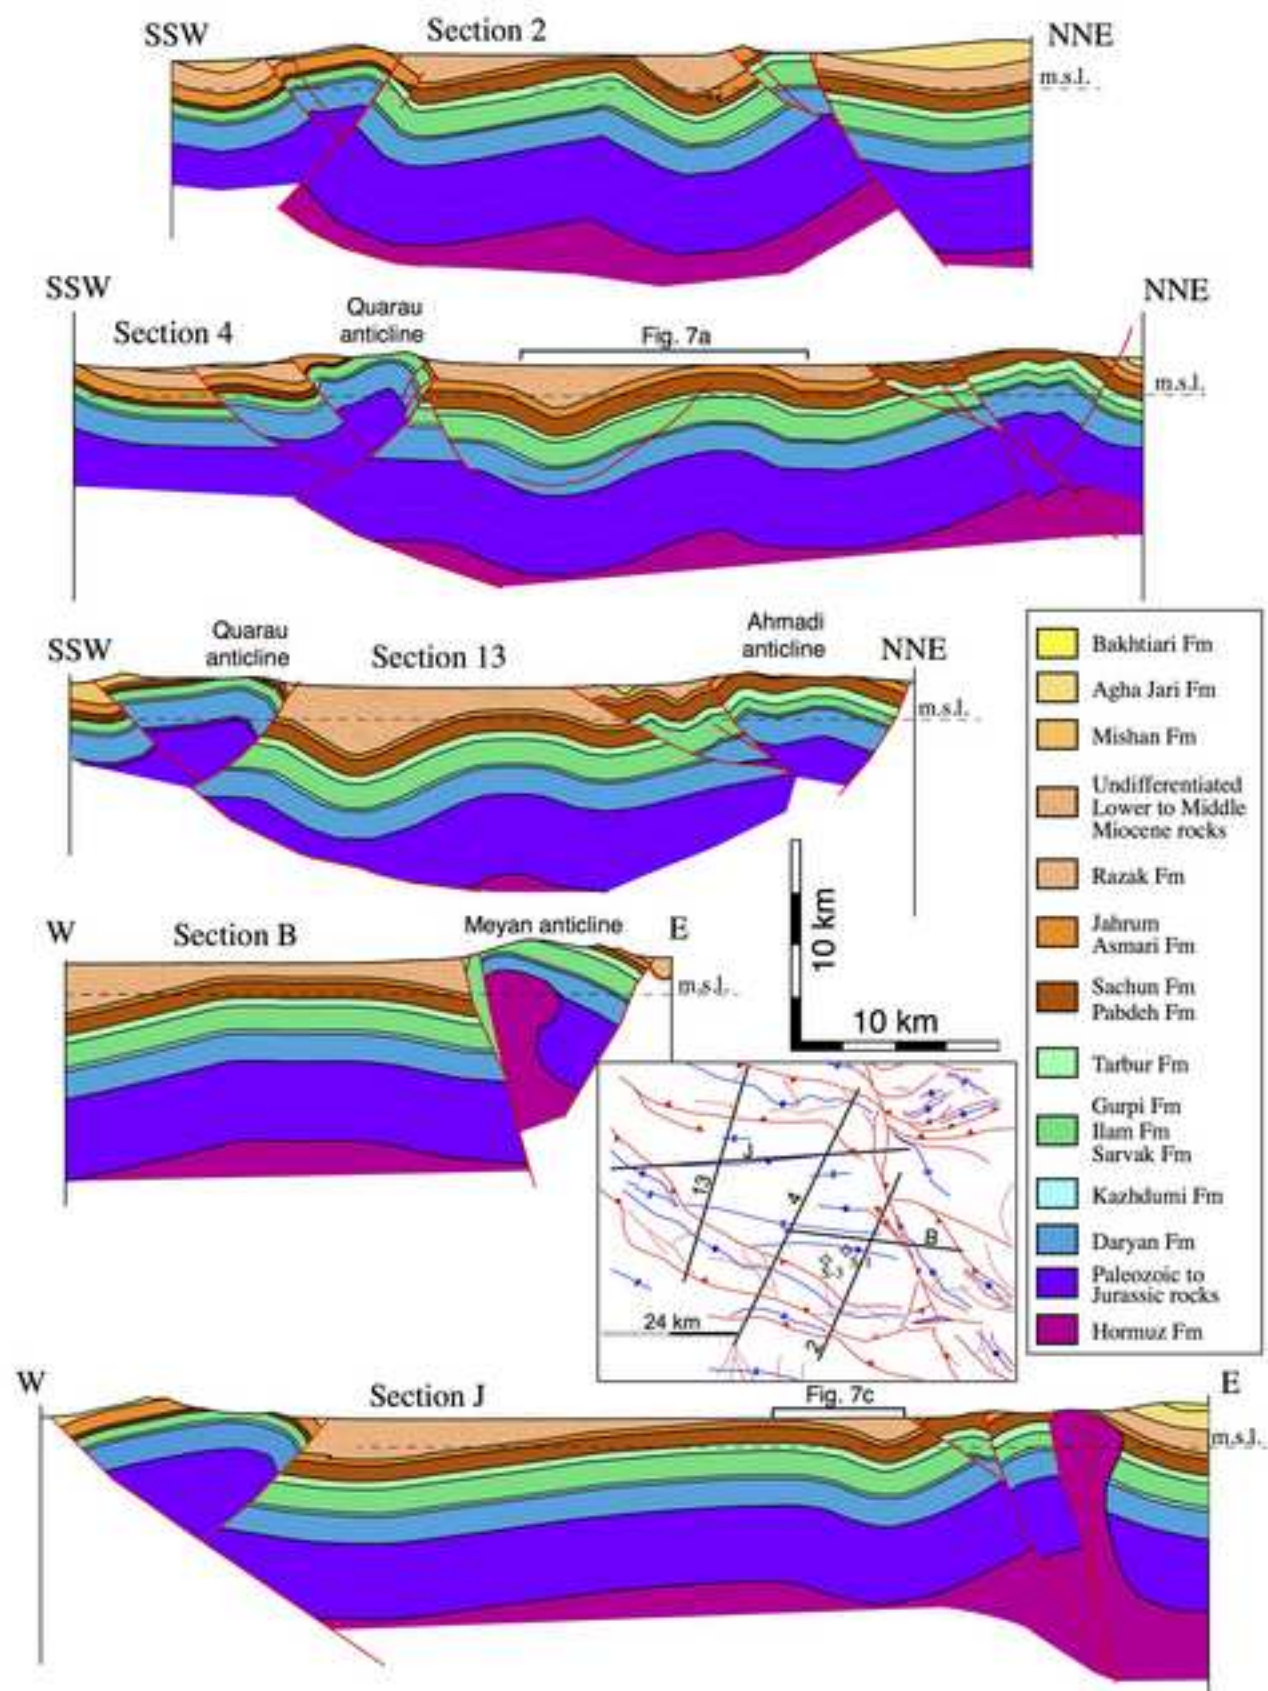 SSW
Section 2
NNE
m.s.l.
SSW
Section 4
Quarau
anticline
Fig. 7a
NNE
m.s.l.
SSW
Quarau
anticline
Section 13
Ahmadi
anticline
NNE
m.s.l.
W
Section B
Meyan anticline
E
m.s.l.
10 km
10 km
J
13
4
B
2
24 km
Bakhtiari Fm
Agha Jari Fm
Mishan Fm
Undifferentiated
Lower to Middle
Miocene rocks
Razak Fm
Jahrum
Asmari Fm
Sachun Fm
Pabdeh Fm
Tarbur Fm
Gurpi Fm
Ilam Fm
Sarvak Fm
Kazhdumi Fm
Daryan Fm
Paleozoic to
Jurassic rocks
Hormuz Fm
W
Section J
Fig. 7c
E
m.s.l.